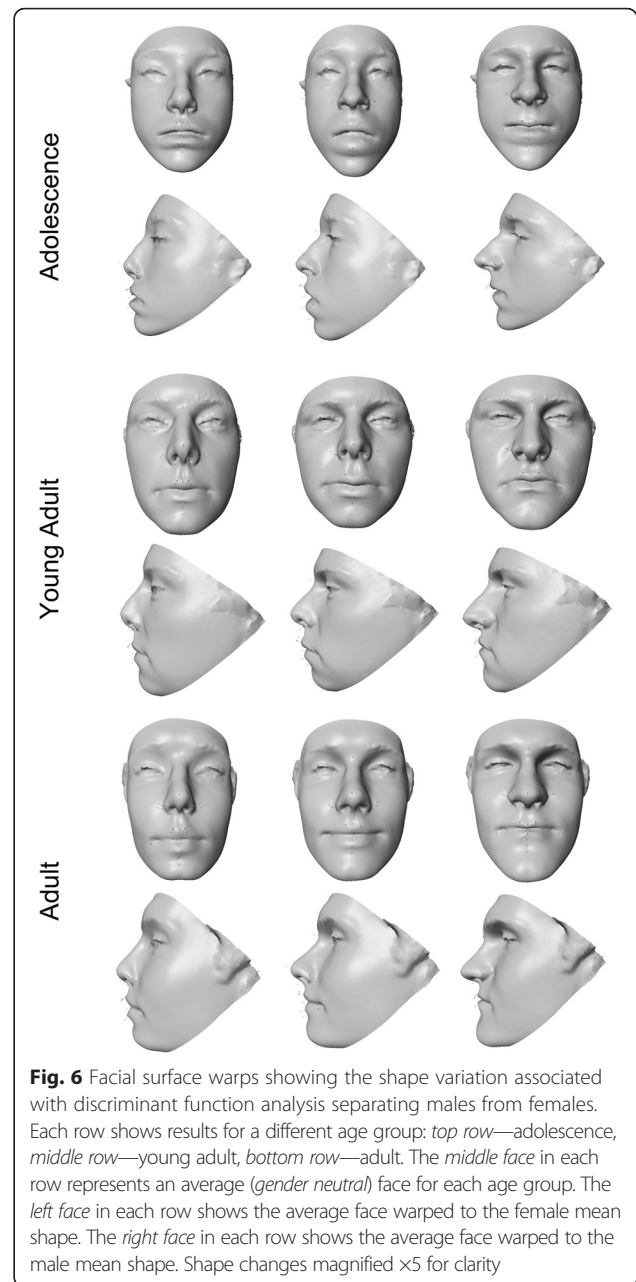 Adolescence
Young Adult
Adult
Fig. 6 Facial surface warps showing the shape variation associated
with discriminant function analysis separating males from females.
Each row shows results for a different age group: top row—adolescence,
middle row—young adult, bottom row—adult. The middle face in each
row represents an average (gender neutral) face for each age group. The
left face in each row shows the average face warped to the female mean
shape. The right face in each row shows the average face warped to the
male mean shape. Shape changes magnified ×5 for clarity